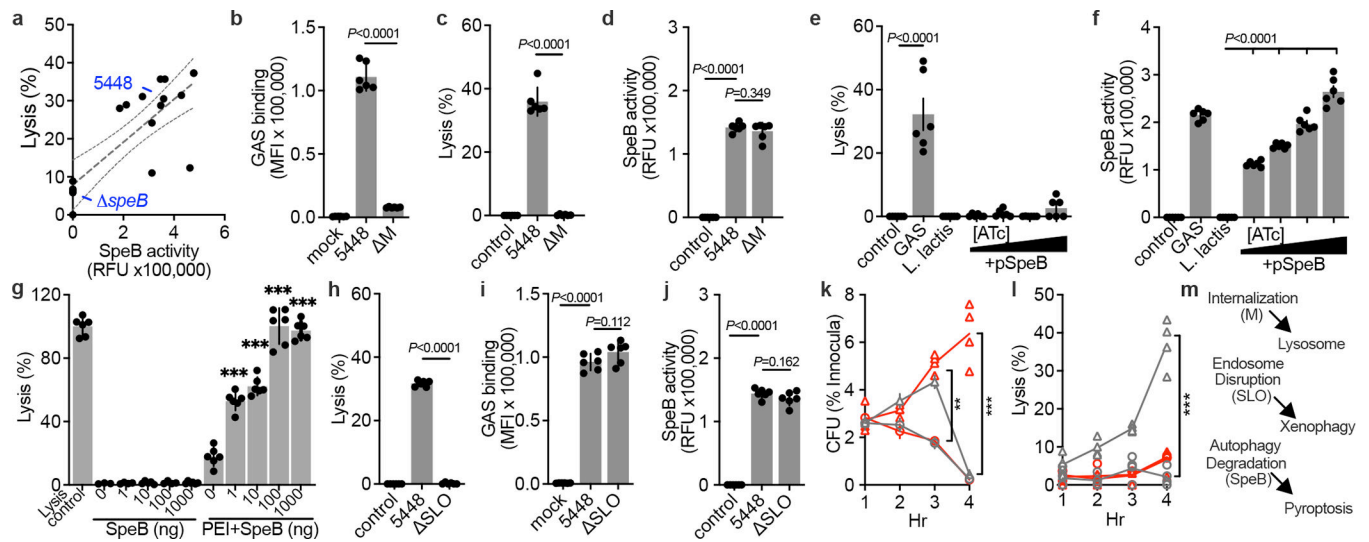 a
Lysis (%)
50
40
30
20
10
0
5448
ΔspeB
0 2 4 6
SpeB activity
(RFU x100,000)
b
GAS binding
(MFI x 100,000)
1.5
1.0
0.5
0.0
P<0.0001
mock
5448
ΔM
c
Lysis (%)
60
40
20
0
P<0.0001
control
5448
ΔM
d
SpeB activity
(RFU x100,000)
3
2
1
0
P<0.0001
P=0.349
control
5448
ΔM
e
Lysis (%)
60
40
20
0
P<0.0001
control
GAS
L. lactis
[ATc]
+pSpeB
f
SpeB activity
(RFU x100,000)
4
3
2
1
0
P<0.0001
control
GAS
L. lactis
[ATc]
+pSpeB
g
Lysis (%)
120
80
40
0
*** *** *** ***
Lysis
control
0 1 10 100 1000
SpeB (ng)
0 1 10 100 1000
PEI+SpeB (ng)
h
Lysis (%)
60
40
20
0
P<0.0001
control
5448
ΔSLO
i
GAS binding
(MFI x 100,000)
1.5
1.0
0.5
0.0
P<0.0001
P=0.112
mock
5448
ΔSLO
j
SpeB activity
(RFU x100,000)
3
2
1
0
P<0.0001
P=0.162
control
5448
ΔSLO
k
CFU (% Innocula)
8
6
4
2
0
**
***
1 2 3 4
Hr
l
Lysis (%)
50
40
30
20
10
0
***
1 2 3 4
Hr
m
Internalization
(M)
Lysosome
Endosome
Disruption
(SLO)
Xenophagy
Autophagy
Degradation
(SpeB)
Pyroptosis